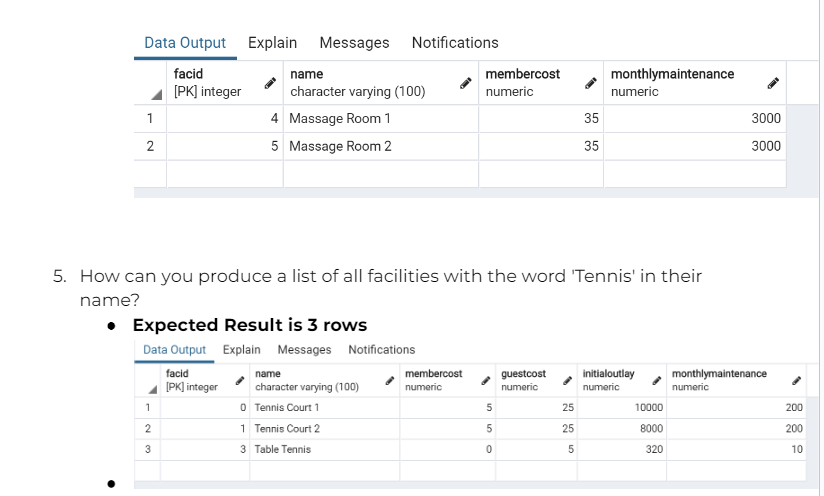 Data Output Explain Messages Notifications
facid name membercost monthlymaintenance
[PK] integer character varying (100) numeric numeric
1 4 Massage Room 1 35 3000
2 5 Massage Room 2 35 3000
5. How can you produce a list of all facilities with the word 'Tennis' in their
name?
● Expected Result is 3 rows
Data Output Explain Messages Notifications
facid name membercost guestcost initialoutlay monthlymaintenance
[PK] integer character varying (100) numeric numeric numeric numeric
1 0 Tennis Court 1 5 25 10000 200
2 1 Tennis Court 2 5 25 8000 200
3 3 Table Tennis 0 5 320 10
●